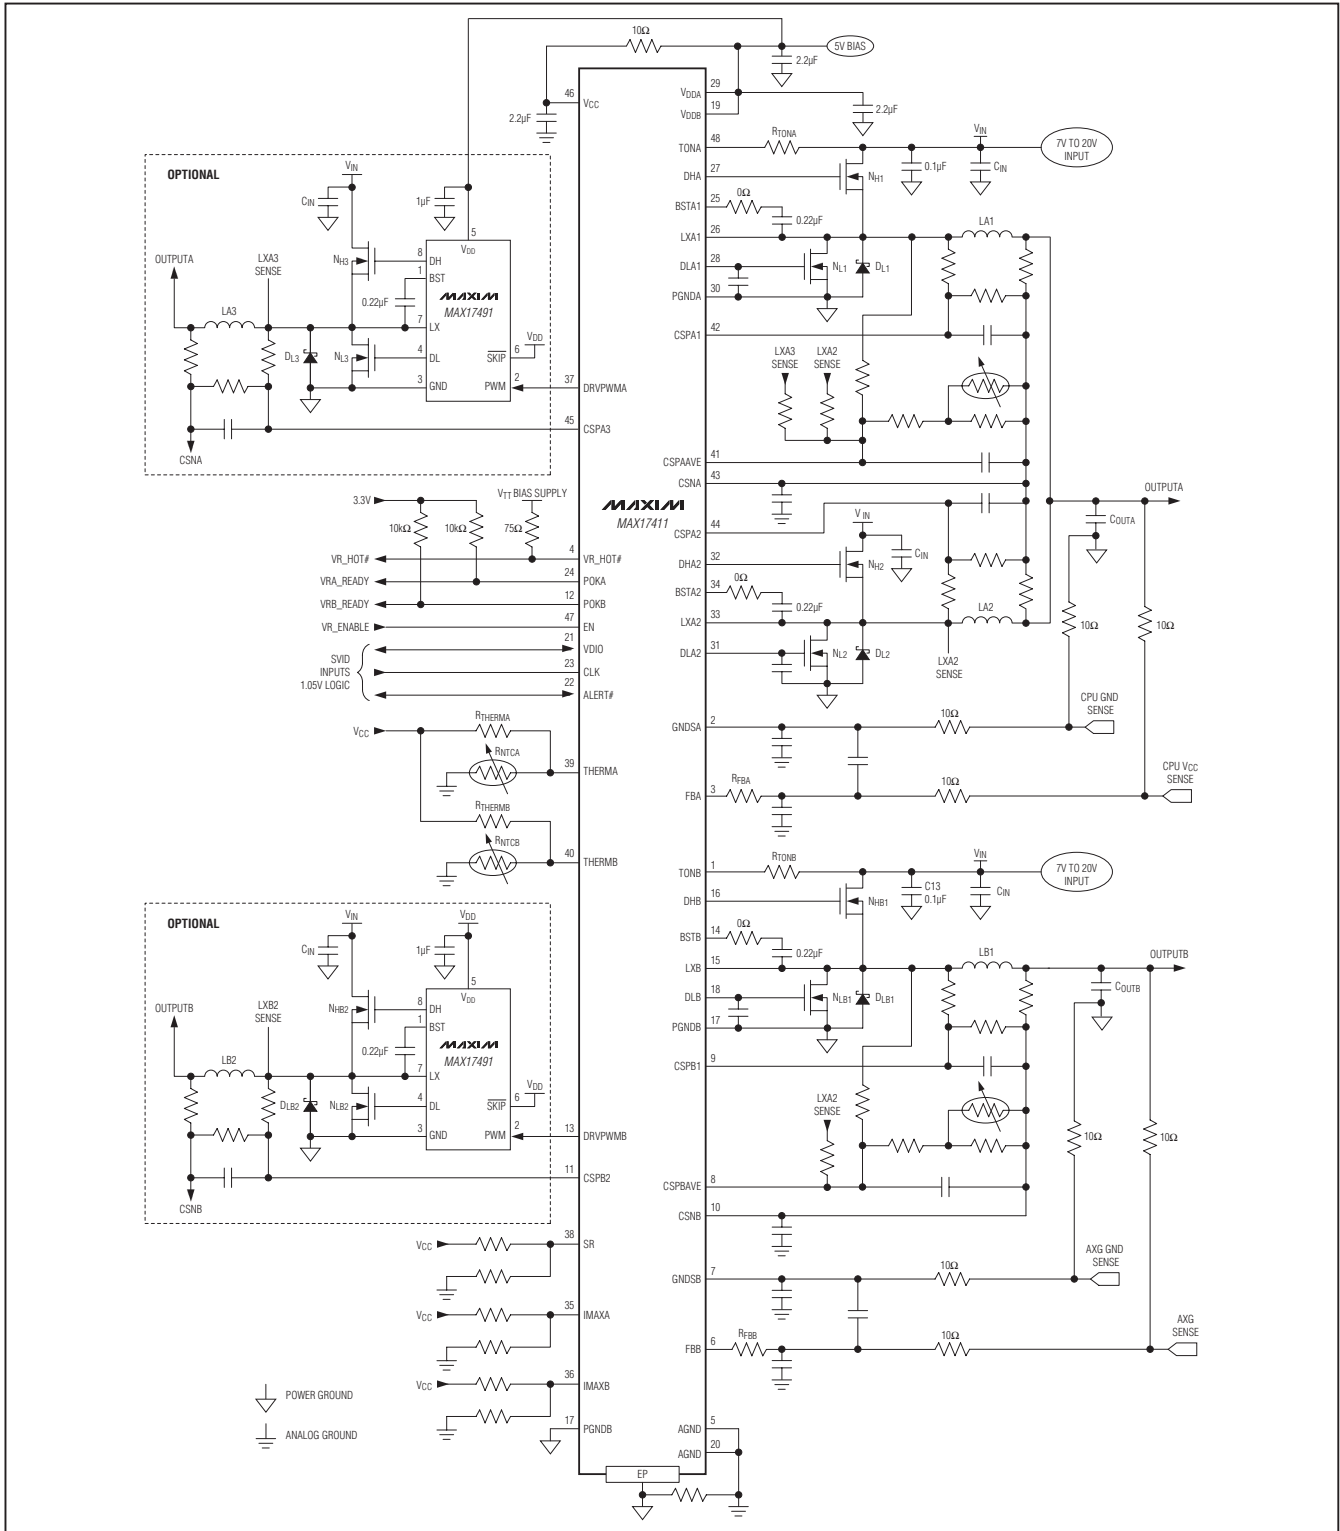 10Ω
5V BIAS
2.2µF
46
VCC
2.2µF
29
VDDA
19
VDDB
2.2µF
48
TONA
RTONA
VIN
7V TO 20V
INPUT
27
DHA
NH1
0.1µF
CIN
25
BSTA1
0Ω
0.22µF
26
LXA1
LA1
28
DLA1
NL1
DL1
30
PGNDA
42
CSPA1
LXA3
SENSE
LXA2
SENSE
41
CSPAAVE
43
CSNA
OUTPUTA
COUTA
44
CSPA2
VIN
CIN
32
DHA2
NH2
34
BSTA2
0Ω
0.22µF
33
LXA2
LA2
10Ω
10Ω
31
DLA2
NL2
DL2
LXA2
SENSE
CPU GND
SENSE
2
GNDSA
10Ω
3
FBA
RFBA
10Ω
CPU VCC
SENSE
OPTIONAL
VIN
CIN
1µF
5
VDD
OUTPUTA
LXA3
SENSE
NH3
8
DH
1
BST
0.22µF
MAXIM
MAX17491
LA3
7
LX
DL3
NL3
4
DL
SKIP
6
VDD
3
GND
PWM
2
37
DRVPWMA
45
CSPA3
CSNA
MAXIM
MAX17411
3.3V
VTT BIAS SUPPLY
10kΩ
10kΩ
75Ω
VR_HOT#
4
VR_HOT#
VRA_READY
24
POKA
VRB_READY
12
POKB
VR_ENABLE
47
EN
SVID
INPUTS
1.05V LOGIC
21
VDIO
23
CLK
22
ALERT#
VCC
RTHERMA
RNTCA
39
THERMA
RTHERMB
RNTCB
40
THERMB
1
TONB
RTONB
VIN
7V TO 20V
INPUT
16
DHB
NHB1
C13
0.1µF
CIN
14
BSTB
0Ω
0.22µF
15
LXB
LB1
OUTPUTB
COUTB
18
DLB
NLB1
DLB1
17
PGNDB
9
CSPB1
LXA2
SENSE
10Ω
10Ω
8
CSPBAVE
10
CSNB
7
GNDSB
10Ω
AXG GND
SENSE
6
FBB
RFBB
10Ω
AXG
SENSE
OPTIONAL
VIN
VDD
CIN
1µF
5
VDD
OUTPUTB
LXB2
SENSE
NHB2
8
DH
1
BST
0.22µF
MAXIM
MAX17491
LB2
7
LX
DLB2
NLB2
4
DL
SKIP
6
VDD
3
GND
PWM
2
13
DRVPWMB
11
CSPB2
CSNB
VCC
38
SR
VCC
35
IMAXA
VCC
36
IMAXB
17
PGNDB
POWER GROUND
ANALOG GROUND
5
AGND
20
AGND
EP